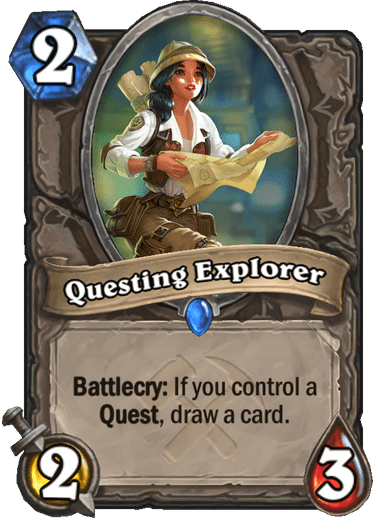 2
Questing Explorer
Battlecry: If you control a
Quest, draw a card.
2
3